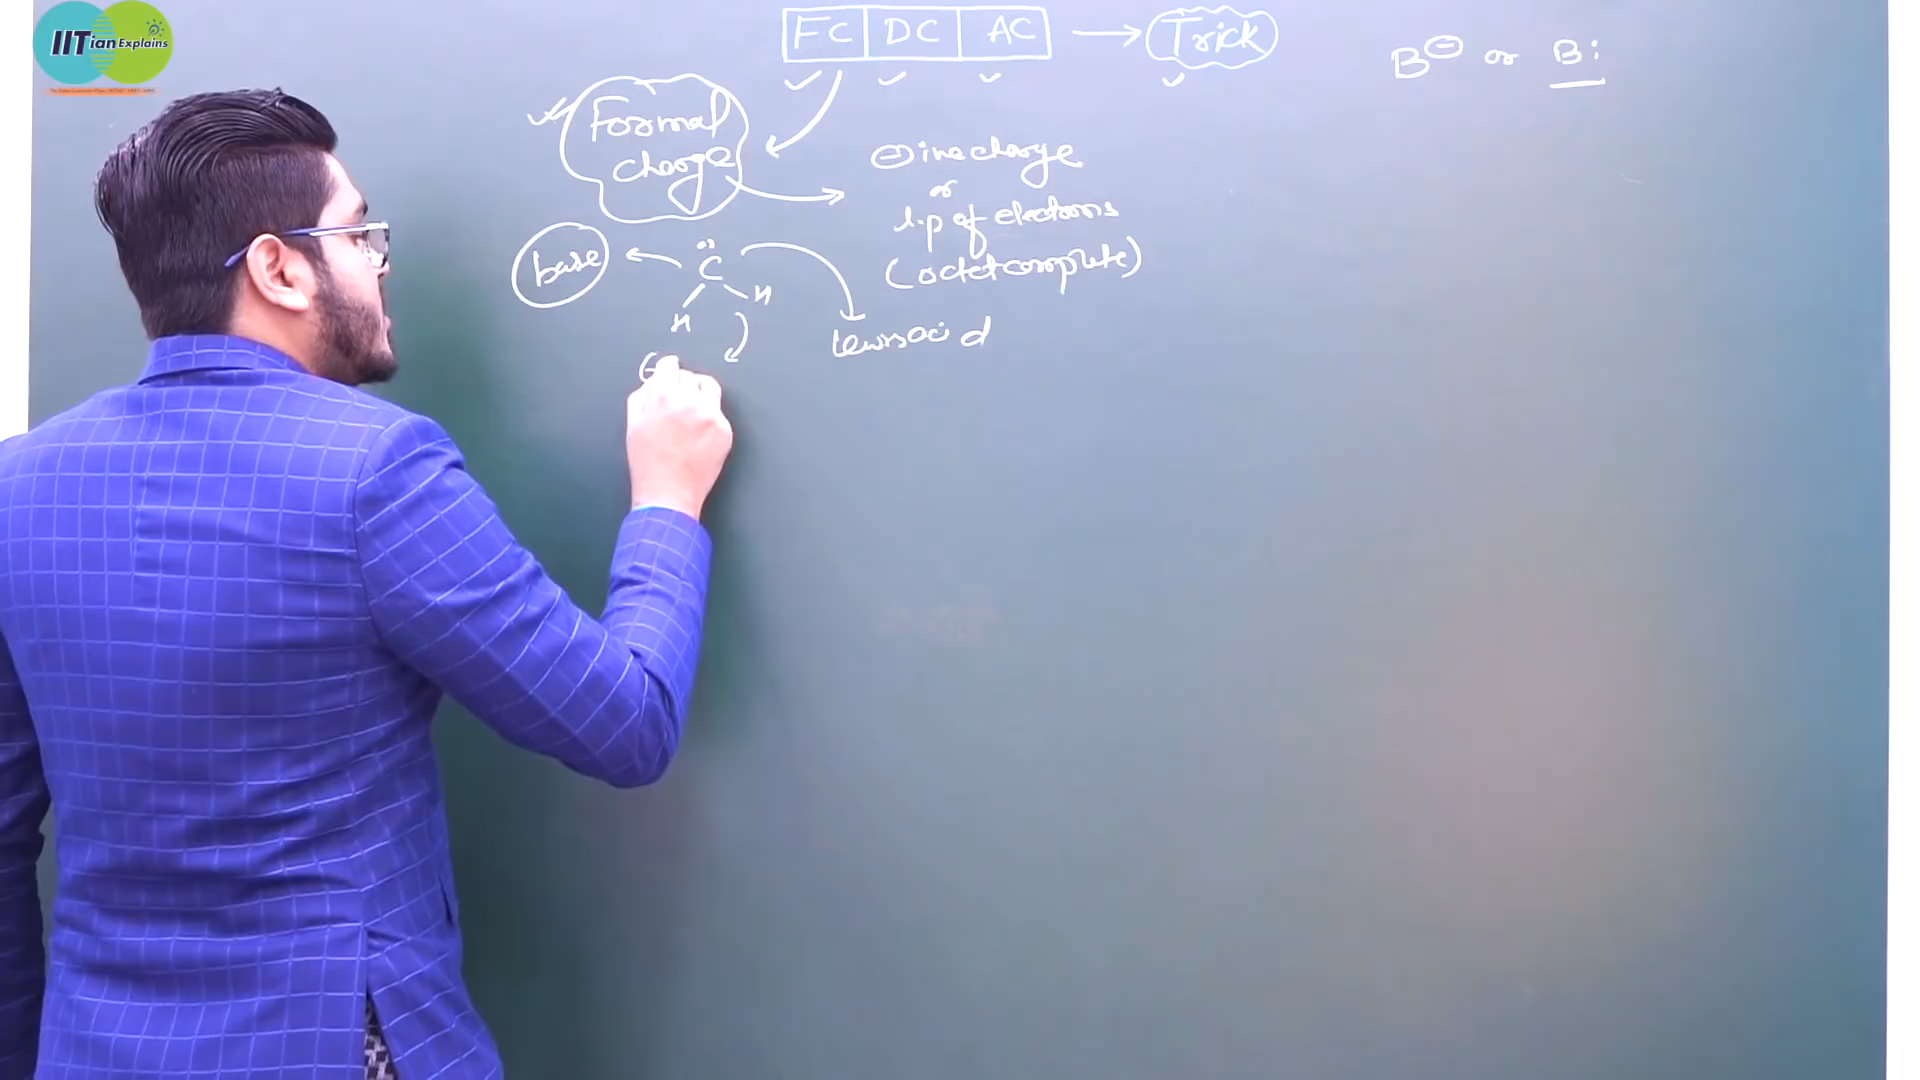 IITian Explains
FC DC AC → Trick
B⊖ or B:
Formal
charge
⊖ive charge
or
l.p of electrons
(octet complete)
base
C
H
H
Lewis acid
(